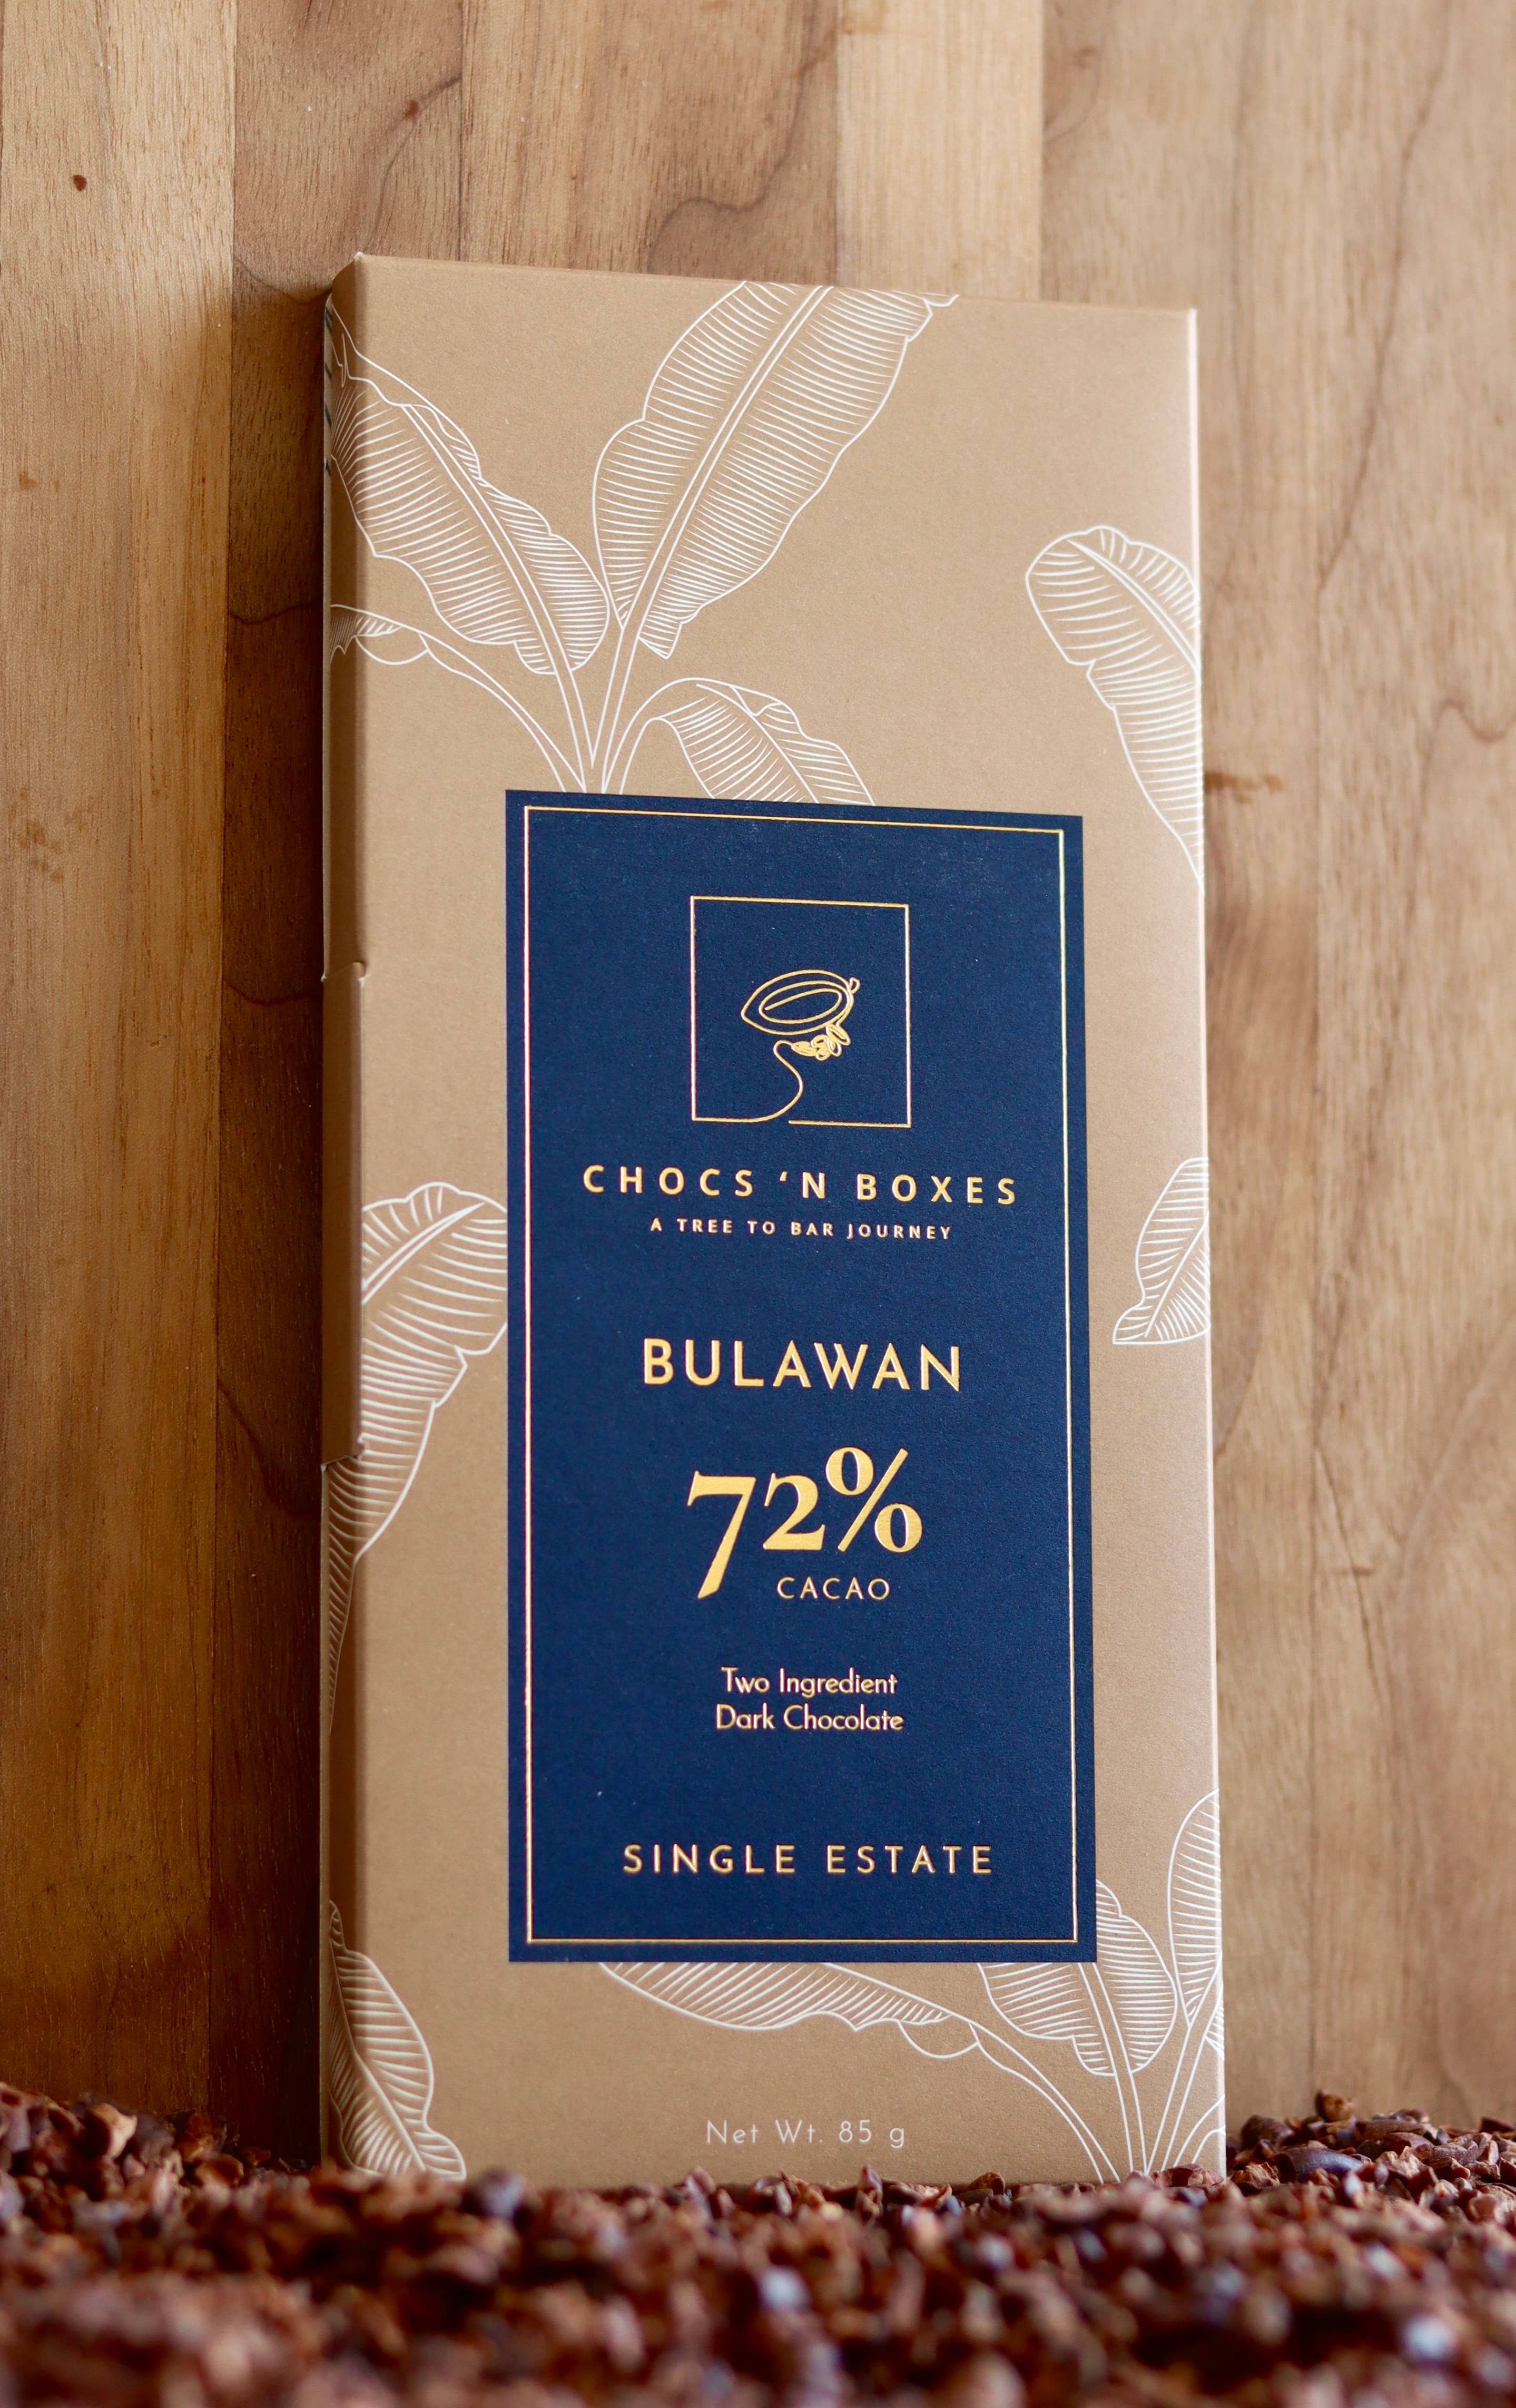 CHOCS ‘N BOXES
A TREE TO BAR JOURNEY
BULAWAN
72%
CACAO
Two Ingredient
Dark Chocolate
SINGLE ESTATE
Net Wt. 85 g